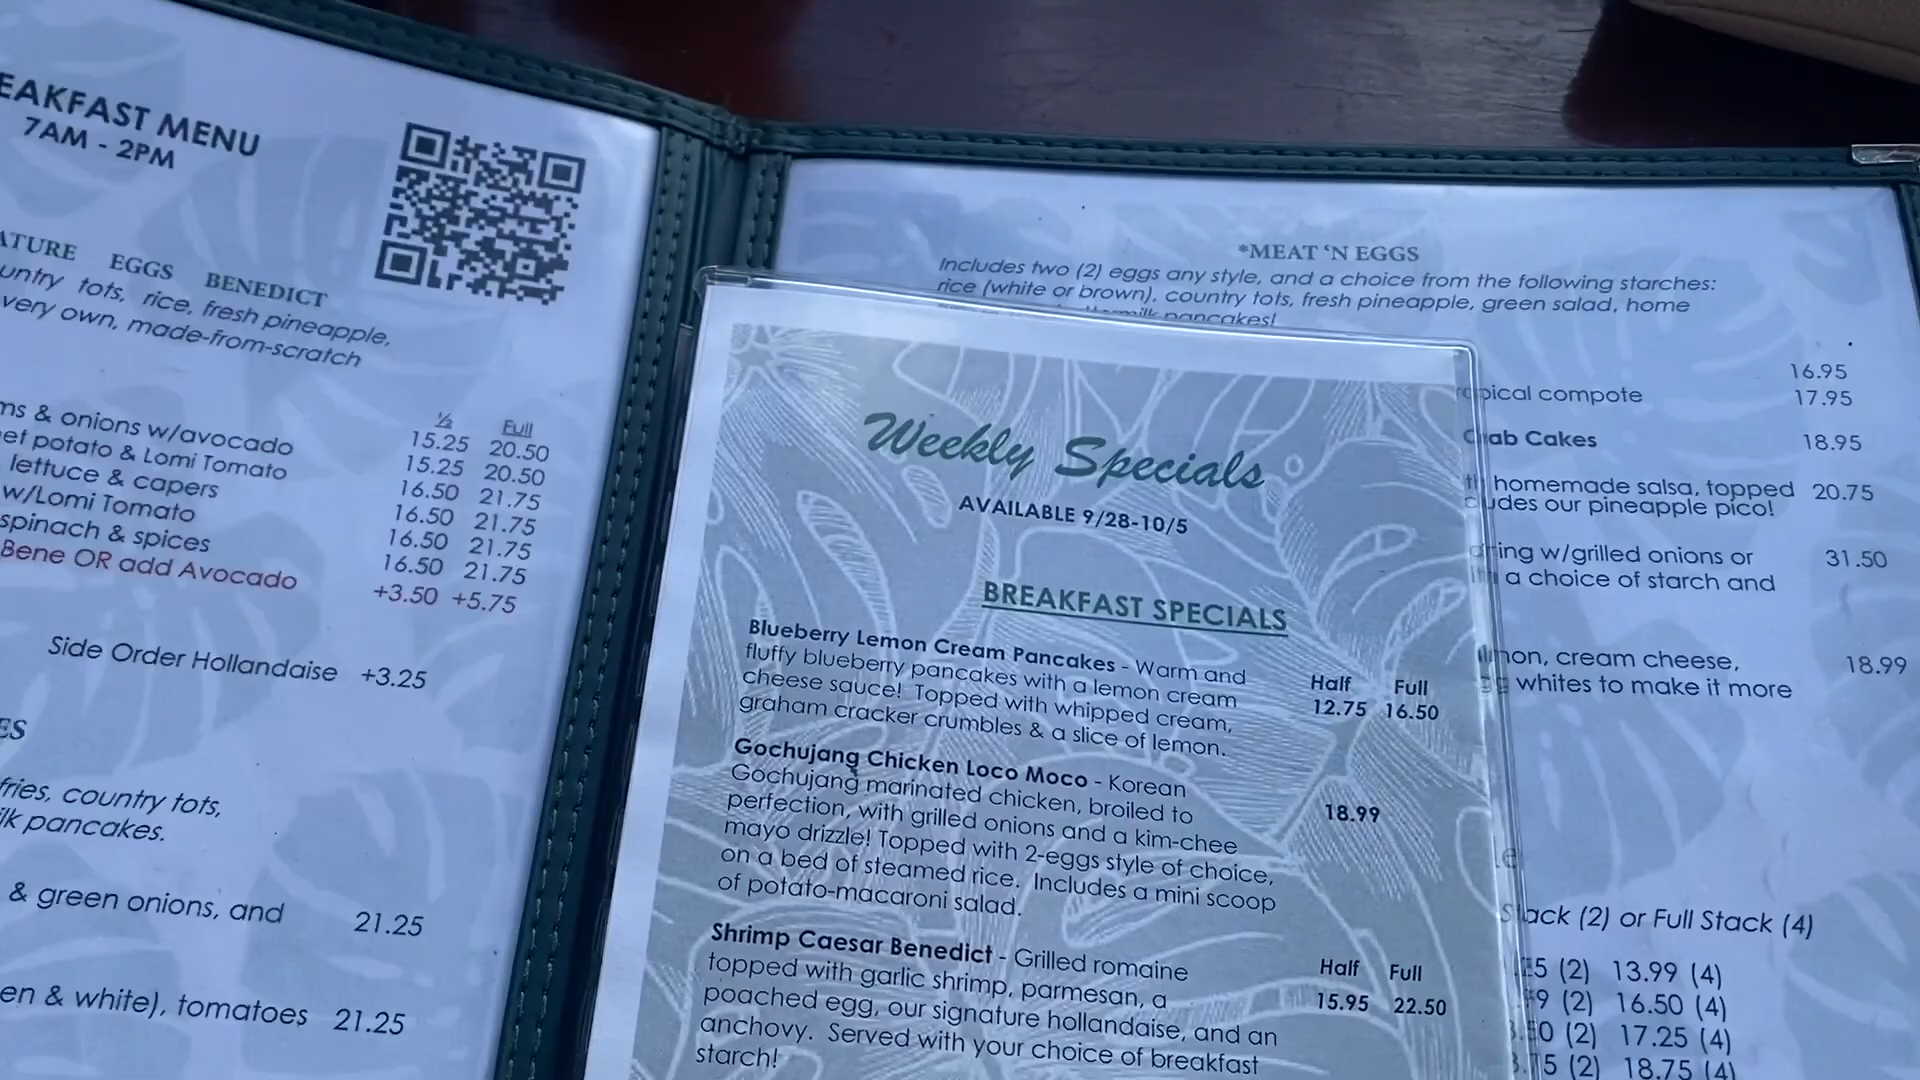 EAKFAST MENU
7AM - 2PM
ATURE EGGS BENEDICT
untry tots, rice, fresh pineapple,
very own, made-from-scratch
½ Full
ms & onions w/avocado 15.25 20.50
et potato & Lomi Tomato 15.25 20.50
lettuce & capers 16.50 21.75
w/Lomi Tomato 16.50 21.75
spinach & spices 16.50 21.75
16.50 21.75
Bene OR add Avocado +3.50 +5.75
Side Order Hollandaise +3.25
ES
fries, country tots,
lk pancakes.
& green onions, and 21.25
en & white), tomatoes 21.25
Weekly Specials
AVAILABLE 9/28-10/5
BREAKFAST SPECIALS
Blueberry Lemon Cream Pancakes - Warm and
fluffy blueberry pancakes with a lemon cream Half Full
cheese sauce! Topped with whipped cream, 12.75 16.50
graham cracker crumbles & a slice of lemon.
Gochujang Chicken Loco Moco - Korean
Gochujang marinated chicken, broiled to
perfection, with grilled onions and a kim-chee 18.99
mayo drizzle! Topped with 2-eggs style of choice,
on a bed of steamed rice. Includes a mini scoop
of potato-macaroni salad.
Shrimp Caesar Benedict - Grilled romaine
topped with garlic shrimp, parmesan, a Half Full
poached egg, our signature hollandaise, and an 15.95 22.50
anchovy. Served with your choice of breakfast
starch!
*MEAT 'N EGGS
Includes two (2) eggs any style, and a choice from the following starches:
rice (white or brown), country tots, fresh pineapple, green salad, home
pancakes!
16.95
opical compote 17.95
Crab Cakes 18.95
homemade salsa, topped 20.75
cludes our pineapple pico!
w/grilled onions or 31.50
a choice of starch and
mon, cream cheese, 18.99
whites to make it more
Stack (2) or Full Stack (4)
(2) 13.99 (4)
(2) 16.50 (4)
(2) 17.25 (4)
(2) 18.75 (4)